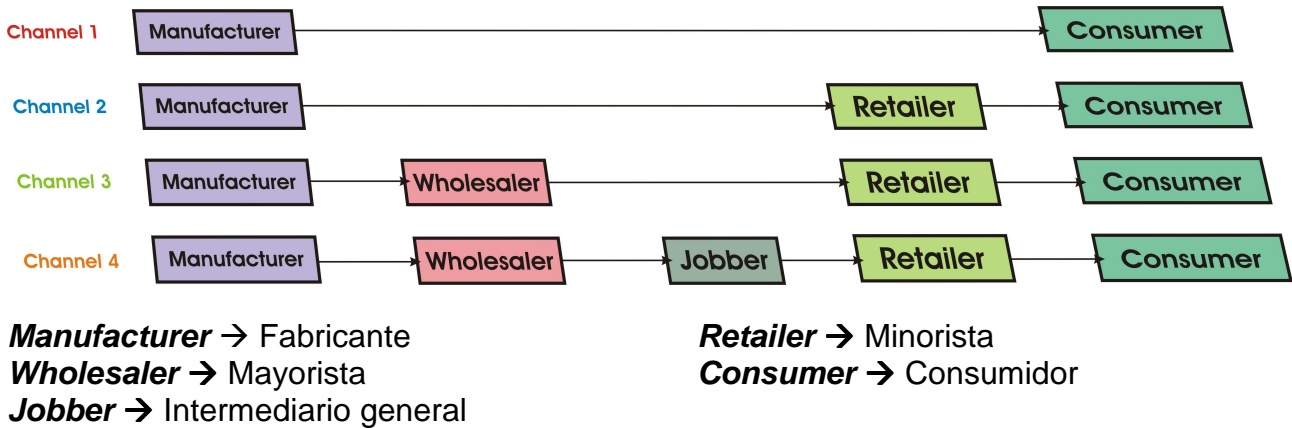 Channel 1 Manufacturer Consumer
Channel 2 Manufacturer Retailer Consumer
Channel 3 Manufacturer Wholesaler Retailer Consumer
Channel 4 Manufacturer Wholesaler Jobber Retailer Consumer
Manufacturer → Fabricante
Wholesaler → Mayorista
Jobber → Intermediario general
Retailer → Minorista
Consumer → Consumidor